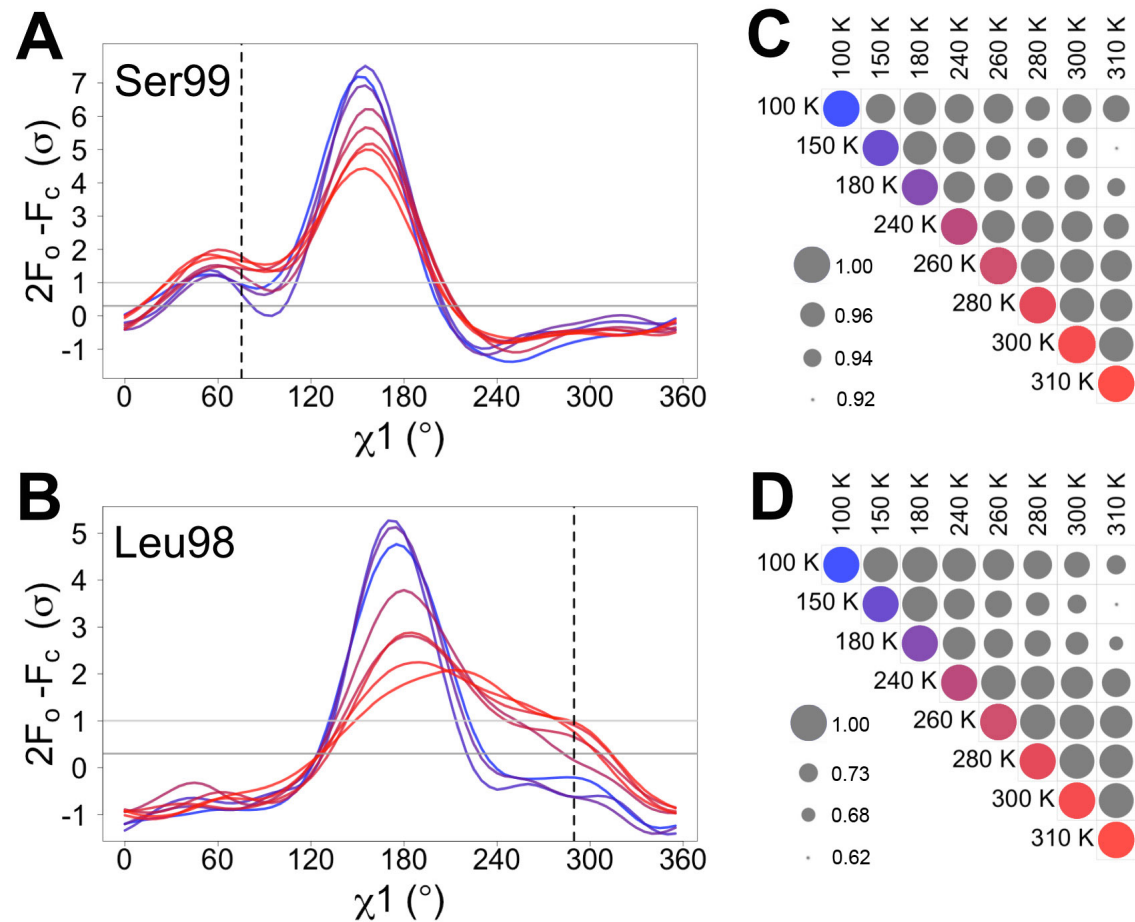 A
Ser99
2Fo-Fc (σ)
7
6
5
4
3
2
1
0
-1
0 60 120 180 240 300 360
χ1 (°)
C
100 K 150 K 180 K 240 K 260 K 280 K 300 K 310 K
100 K
150 K
180 K
240 K
260 K
280 K
300 K
310 K
1.00
0.96
0.94
0.92
B
Leu98
2Fo-Fc (σ)
5
4
3
2
1
0
-1
0 60 120 180 240 300 360
χ1 (°)
D
100 K 150 K 180 K 240 K 260 K 280 K 300 K 310 K
100 K
150 K
180 K
240 K
260 K
280 K
300 K
310 K
1.00
0.73
0.68
0.62